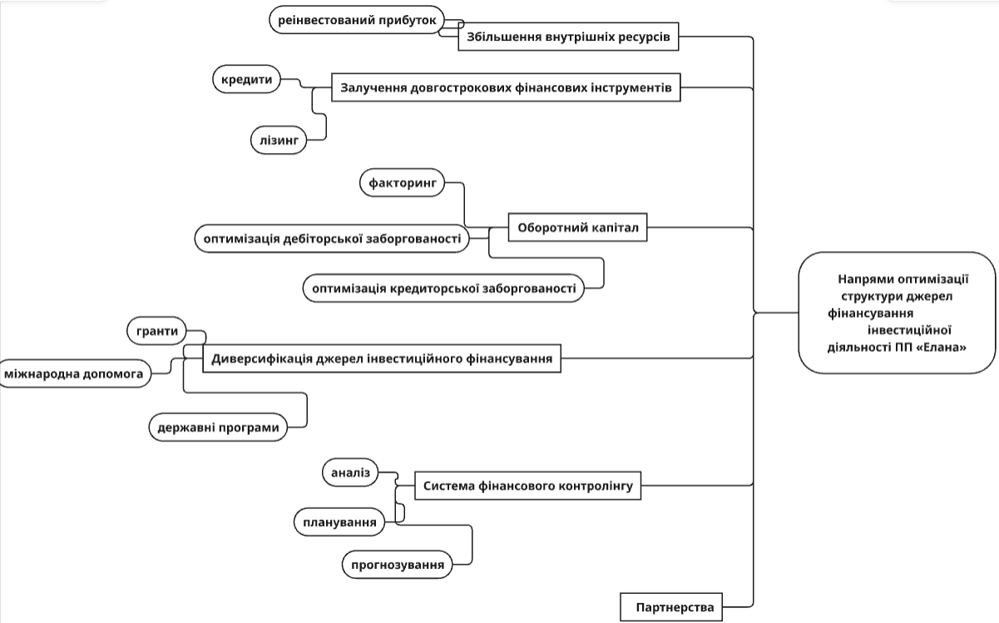 реінвестований прибуток
Збільшення внутрішніх ресурсів
кредити
Залучення довгострокових фінансових інструментів
лізинг
факторинг
Оборотний капітал
оптимізація дебіторської заборгованості
оптимізація кредиторської заборгованості
Напрями оптимізації
структури джерел
фінансування
інвестиційної
діяльності ПП «Елана»
гранти
Диверсифікація джерел інвестиційного фінансування
міжнародна допомога
державні програми
аналіз
Система фінансового контролінгу
планування
прогнозування
Партнерства